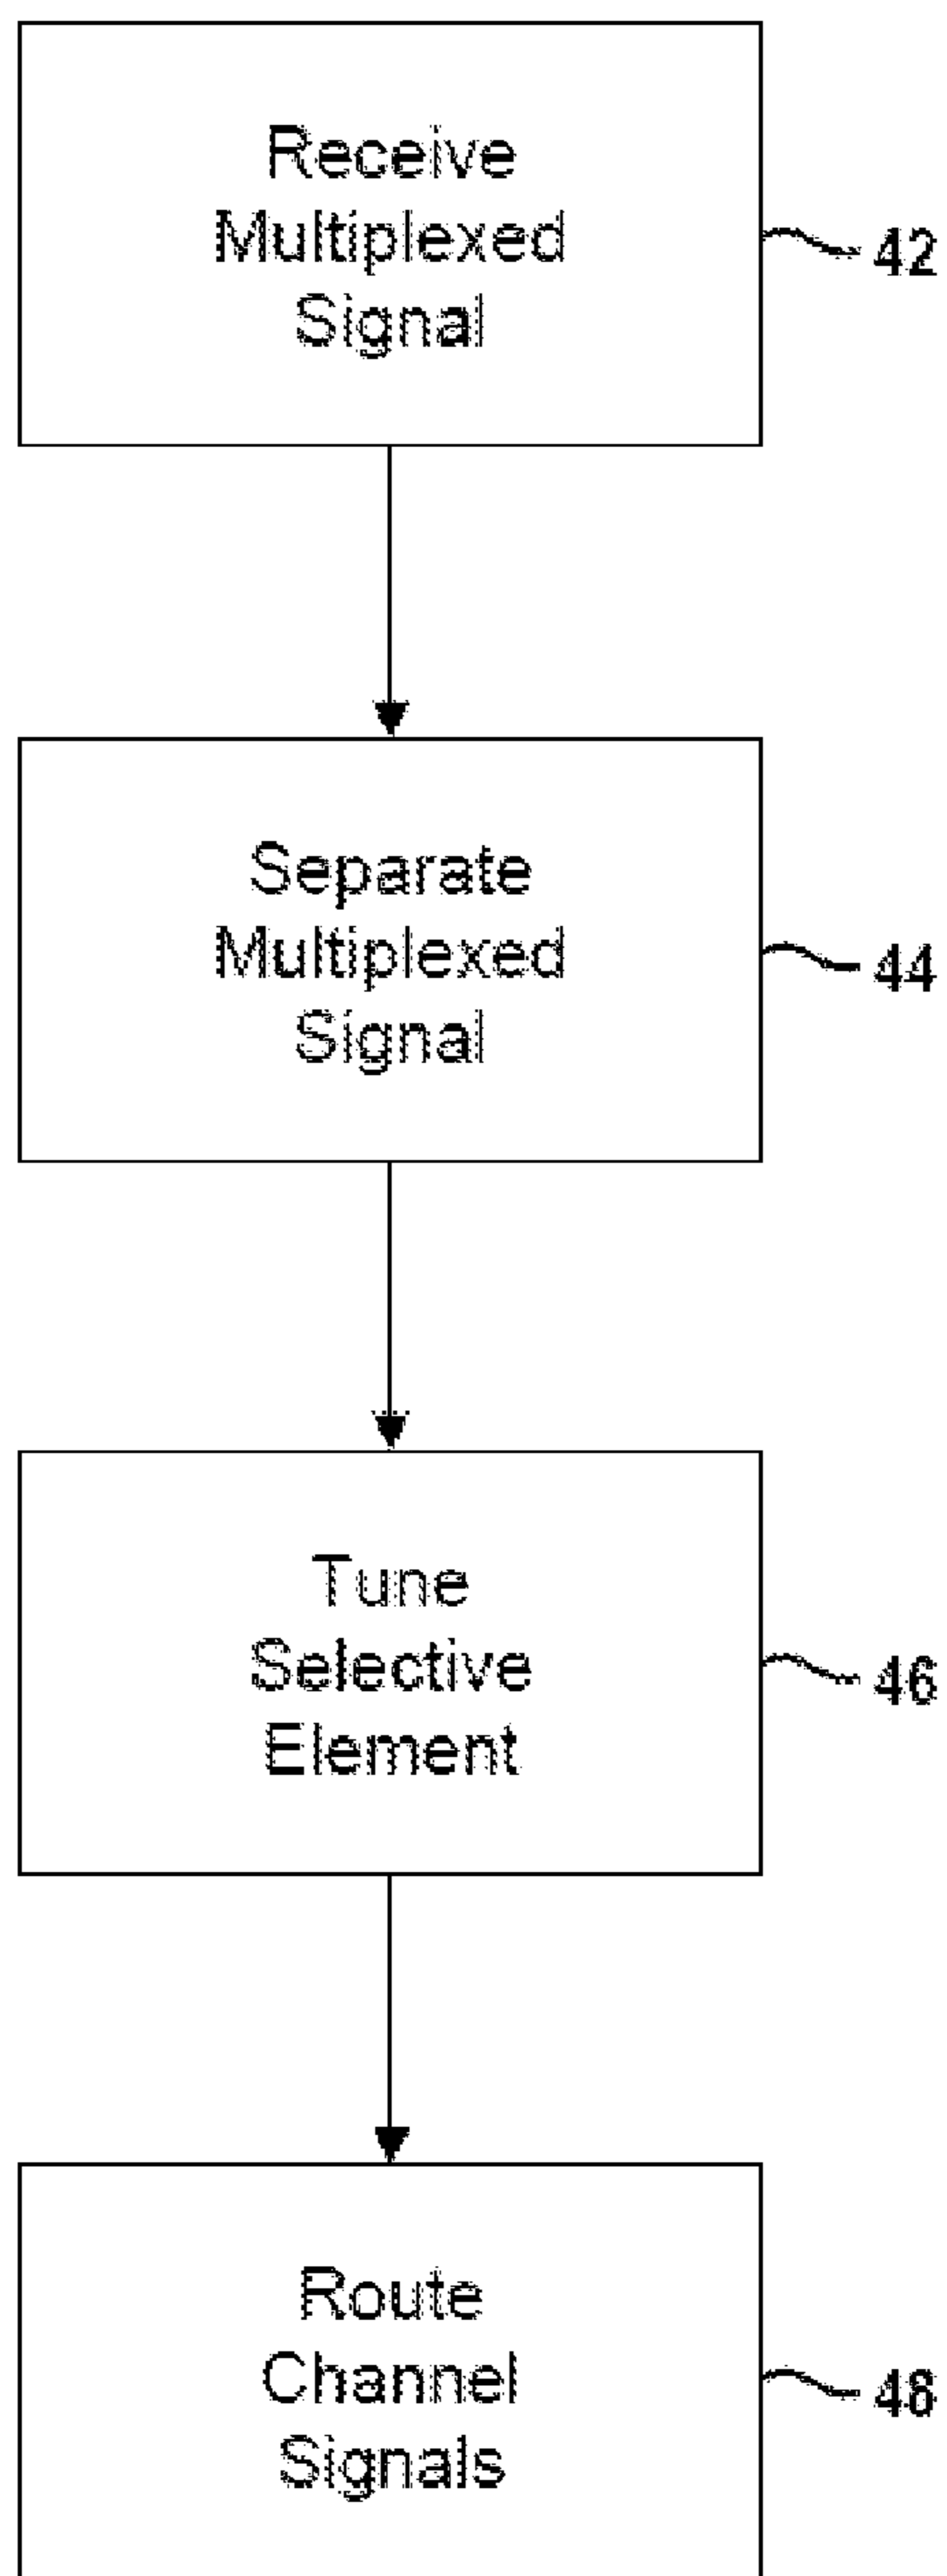 Receive
Multiplexed
Signal
42
Separate
Multiplexed
Signal
44
Tune
Selective
Element
46
Route
Channel
Signals
48